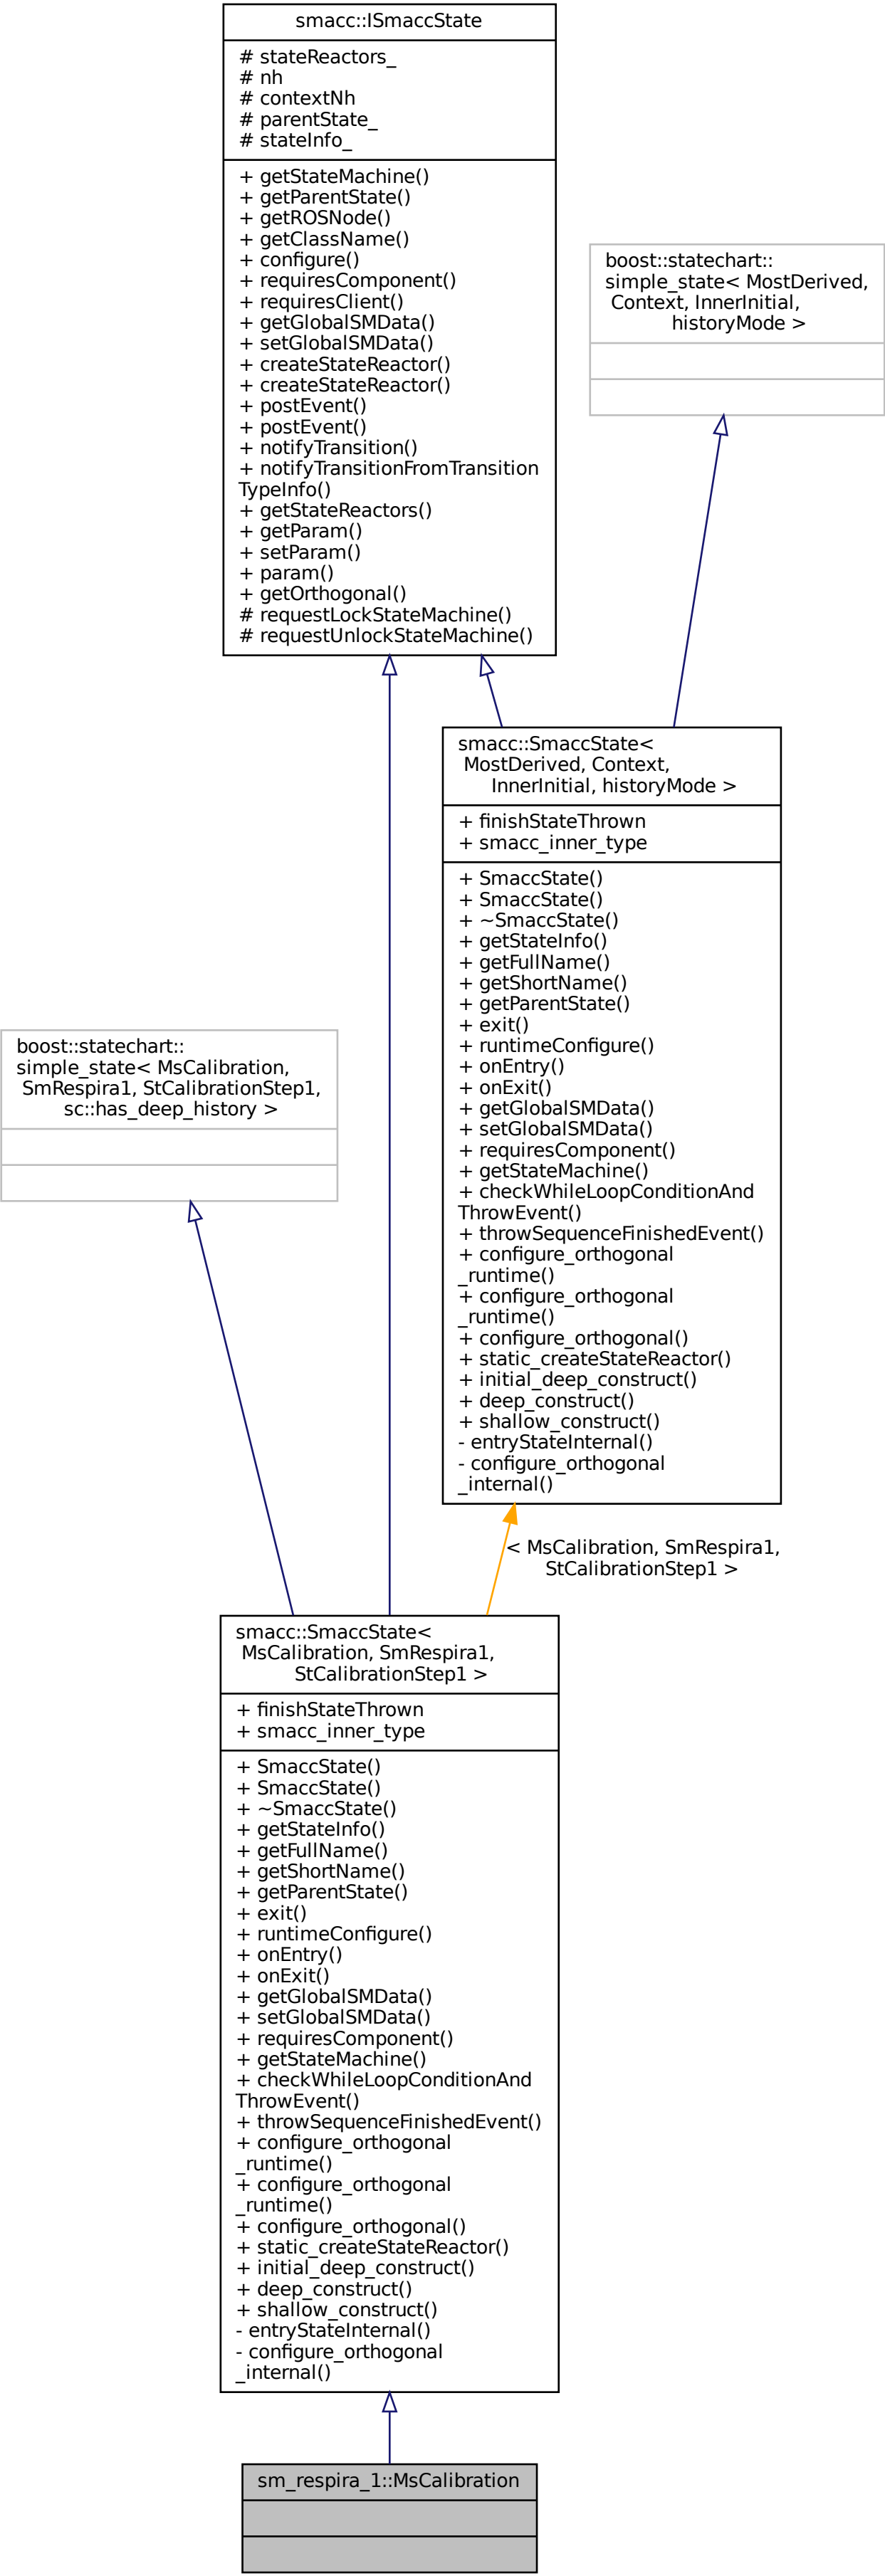 smacc::ISmaccState
# stateReactors_
# nh
# contextNh
# parentState_
# stateInfo_
+ getStateMachine()
+ getParentState()
+ getROSNode()
+ getClassName()
+ configure()
+ requiresComponent()
+ requiresClient()
+ getGlobalSMData()
+ setGlobalSMData()
+ createStateReactor()
+ createStateReactor()
+ postEvent()
+ postEvent()
+ notifyTransition()
+ notifyTransitionFromTransition
TypeInfo()
+ getStateReactors()
+ getParam()
+ setParam()
+ param()
+ getOrthogonal()
# requestLockStateMachine()
# requestUnlockStateMachine()
boost::statechart::
simple_state< MostDerived,
Context, InnerInitial,
historyMode >
smacc::SmaccState<
MostDerived, Context,
InnerInitial, historyMode >
+ finishStateThrown
+ smacc_inner_type
+ SmaccState()
+ SmaccState()
+ ~SmaccState()
+ getStateInfo()
+ getFullName()
+ getShortName()
+ getParentState()
+ exit()
+ runtimeConfigure()
+ onEntry()
+ onExit()
+ getGlobalSMData()
+ setGlobalSMData()
+ requiresComponent()
+ getStateMachine()
+ checkWhileLoopConditionAnd
ThrowEvent()
+ throwSequenceFinishedEvent()
+ configure_orthogonal
_runtime()
+ configure_orthogonal
_runtime()
+ configure_orthogonal()
+ static_createStateReactor()
+ initial_deep_construct()
+ deep_construct()
+ shallow_construct()
- entryStateInternal()
- configure_orthogonal
_internal()
boost::statechart::
simple_state< MsCalibration,
SmRespira1, StCalibrationStep1,
sc::has_deep_history >
< MsCalibration, SmRespira1,
StCalibrationStep1 >
smacc::SmaccState<
MsCalibration, SmRespira1,
StCalibrationStep1 >
+ finishStateThrown
+ smacc_inner_type
+ SmaccState()
+ SmaccState()
+ ~SmaccState()
+ getStateInfo()
+ getFullName()
+ getShortName()
+ getParentState()
+ exit()
+ runtimeConfigure()
+ onEntry()
+ onExit()
+ getGlobalSMData()
+ setGlobalSMData()
+ requiresComponent()
+ getStateMachine()
+ checkWhileLoopConditionAnd
ThrowEvent()
+ throwSequenceFinishedEvent()
+ configure_orthogonal
_runtime()
+ configure_orthogonal
_runtime()
+ configure_orthogonal()
+ static_createStateReactor()
+ initial_deep_construct()
+ deep_construct()
+ shallow_construct()
- entryStateInternal()
- configure_orthogonal
_internal()
sm_respira_1::MsCalibration